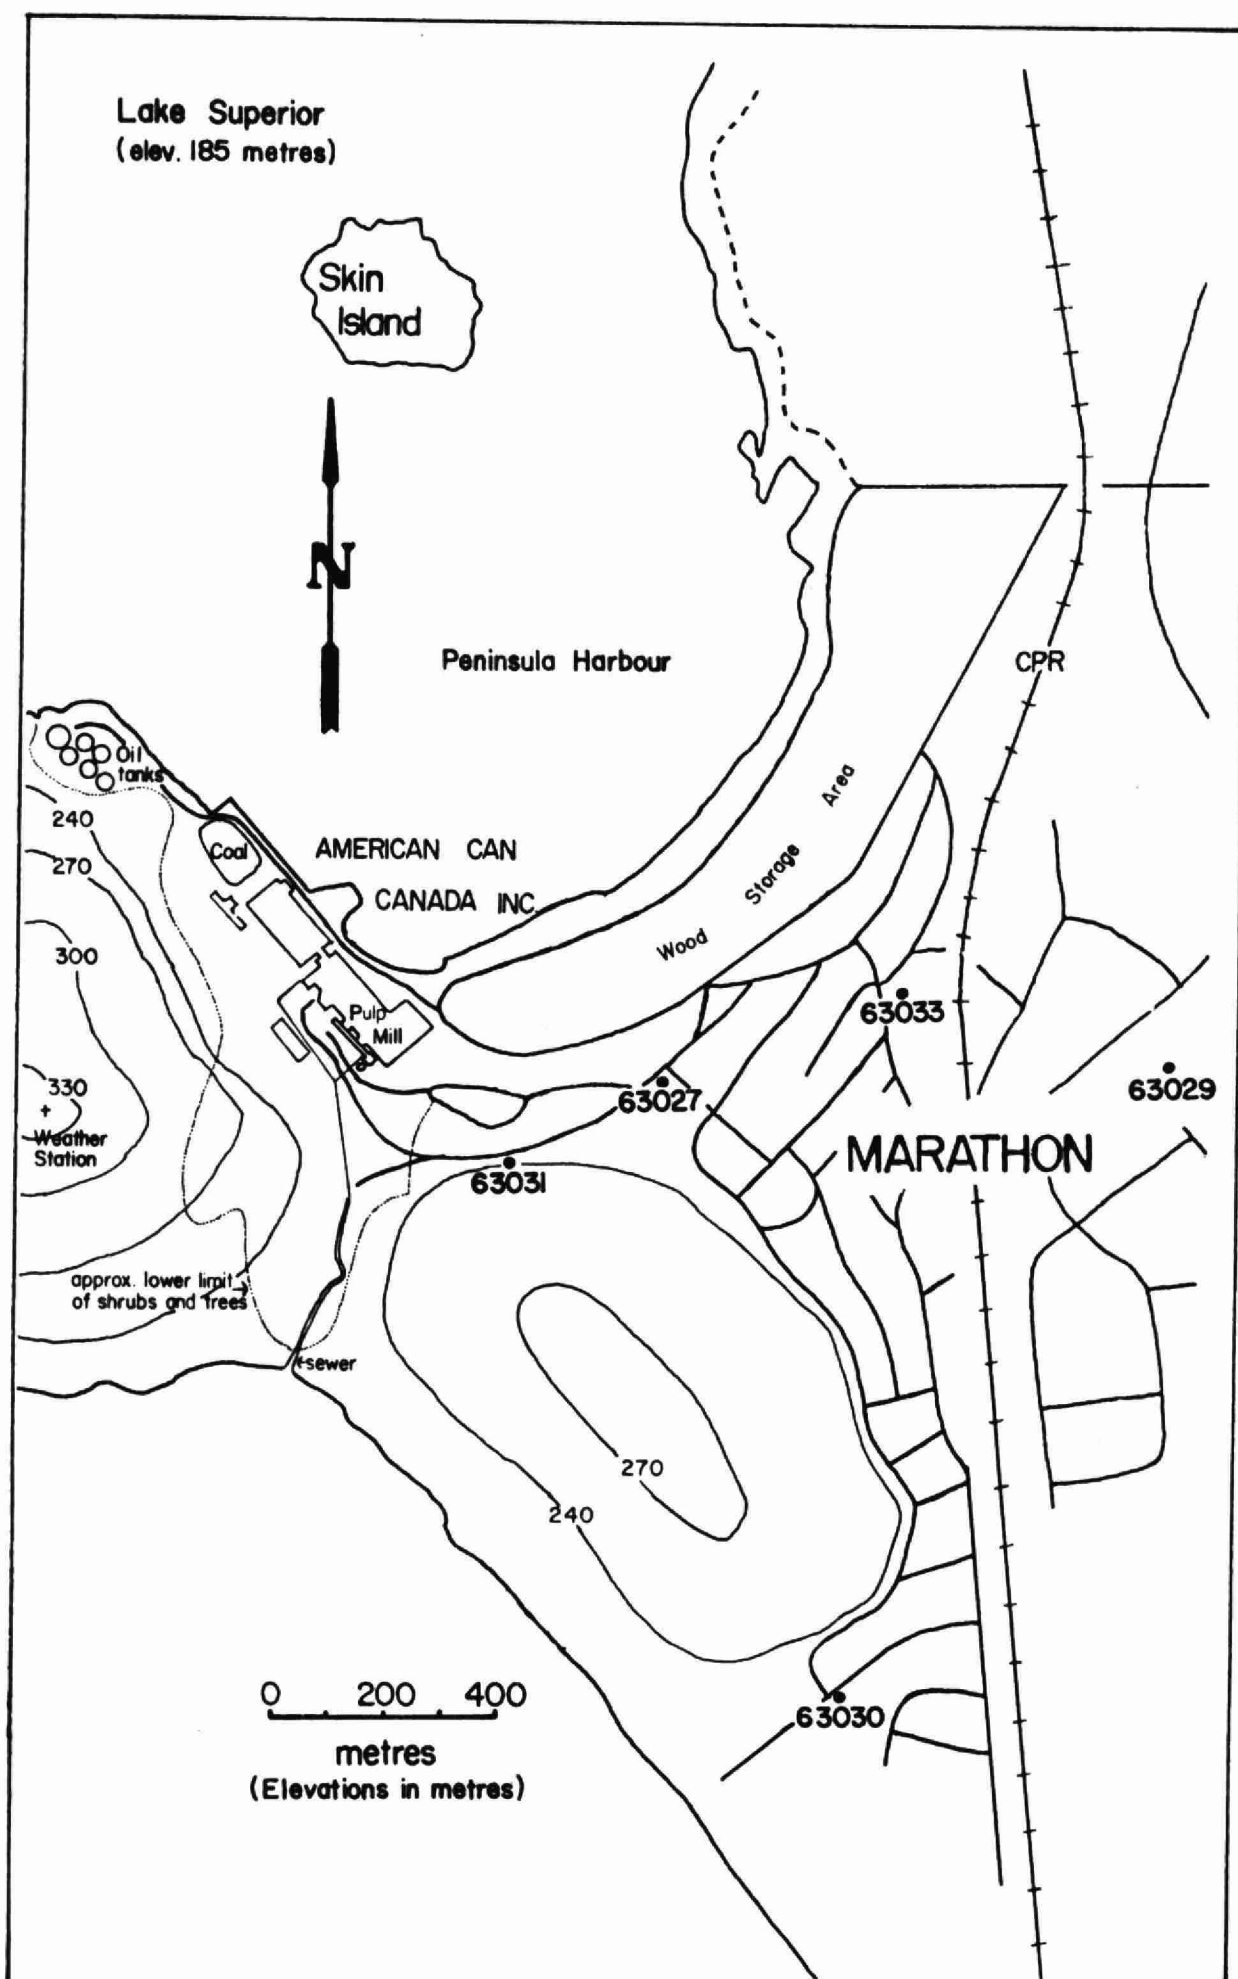 Lake Superior
(elev. 185 metres)
Skin
Island
N
Peninsula Harbour
CPR
Oil
tanks
240
270
Coal
AMERICAN CAN
CANADA INC.
Wood Storage Area
300
Pulp
Mill
63033
330
63027
63029
Weather
Station
MARATHON
63031
approx. lower limit
of shrubs and trees
sewer
270
240
0 200 400
metres
(Elevations in metres)
63030